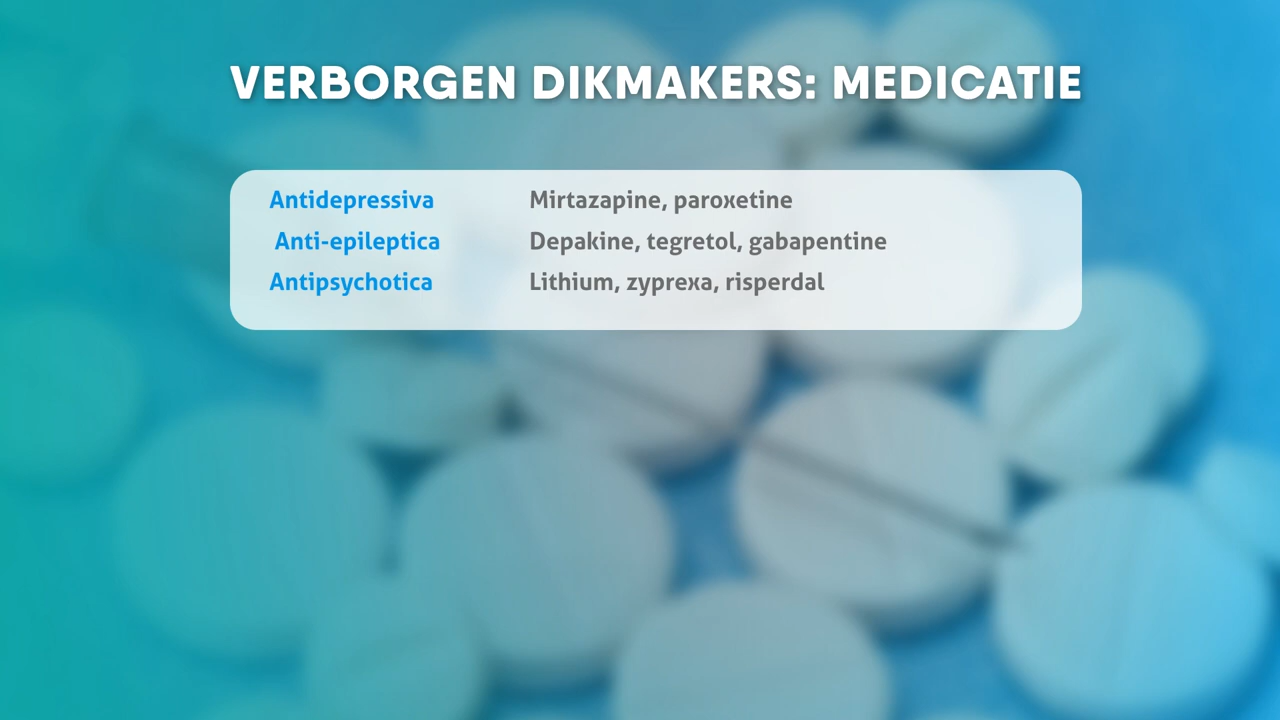 VERBORGEN DIKMAKERS: MEDICATIE
Antidepressiva Mirtazapine, paroxetine
Anti-epileptica Depakine, tegretol, gabapentine
Antipsychotica Lithium, zyprexa, risperdal